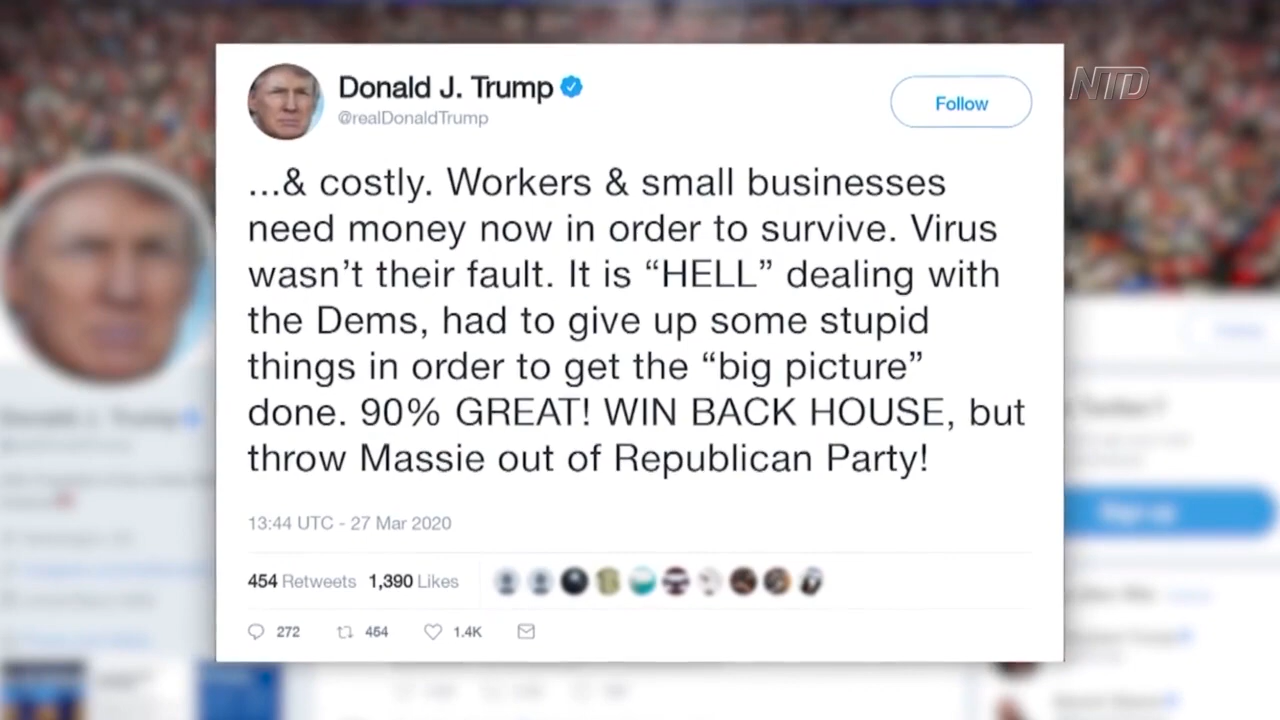 NTD
Donald J. Trump
@realDonaldTrump
Follow
...& costly. Workers & small businesses
need money now in order to survive. Virus
wasn’t their fault. It is “HELL” dealing with
the Dems, had to give up some stupid
things in order to get the “big picture”
done. 90% GREAT! WIN BACK HOUSE, but
throw Massie out of Republican Party!
13:44 UTC - 27 Mar 2020
454 Retweets 1,390 Likes
272 454 1.4K
Sign up